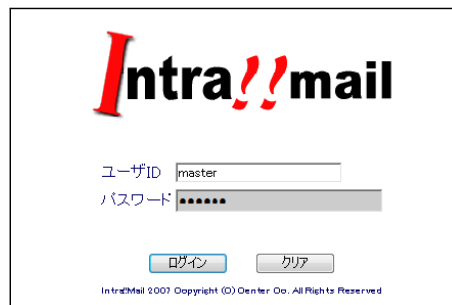 Intra!!mail
ユーザID master
パスワード ●●●●●●
ログイン クリア
Intra!!Mail 2007 Copyright (C) Center Co. All Rights Reserved